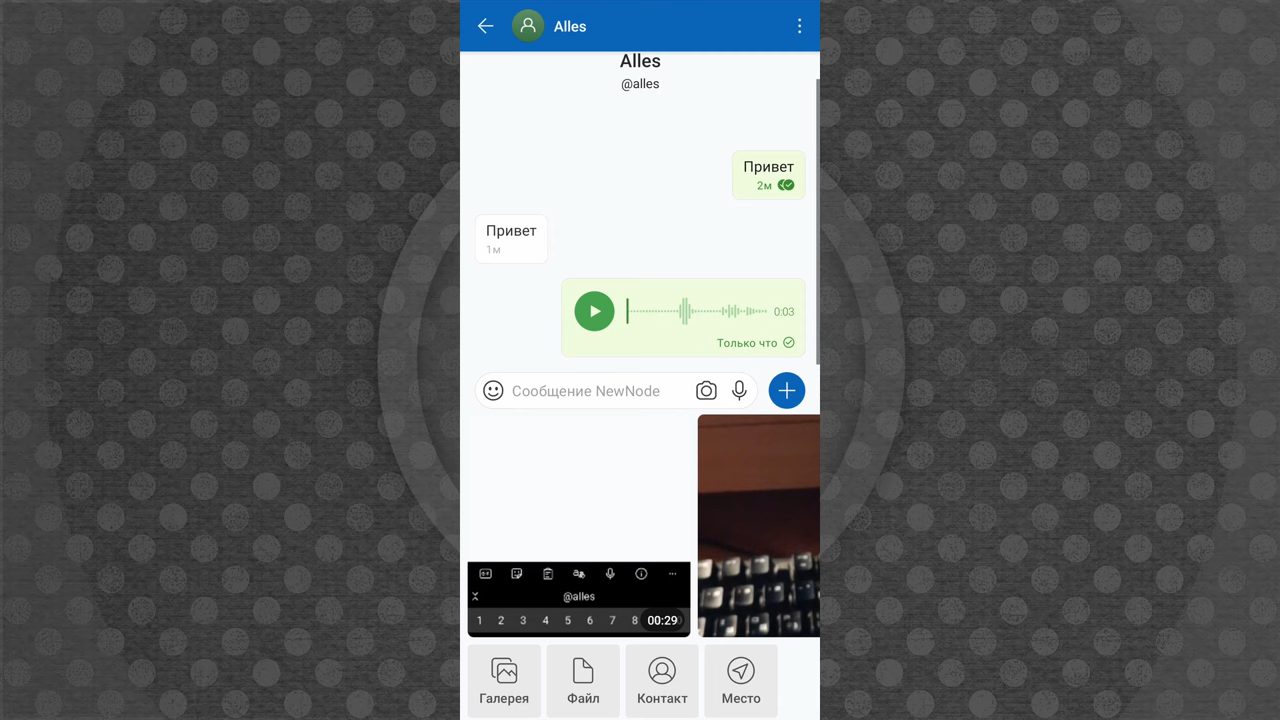 Alles
Alles
@alles
Привет
2м
Привет
1м
0:03
Только что
Сообщение NewNode
@alles
1 2 3 4 5 6 7 8
00:29
Галерея Файл Контакт Место